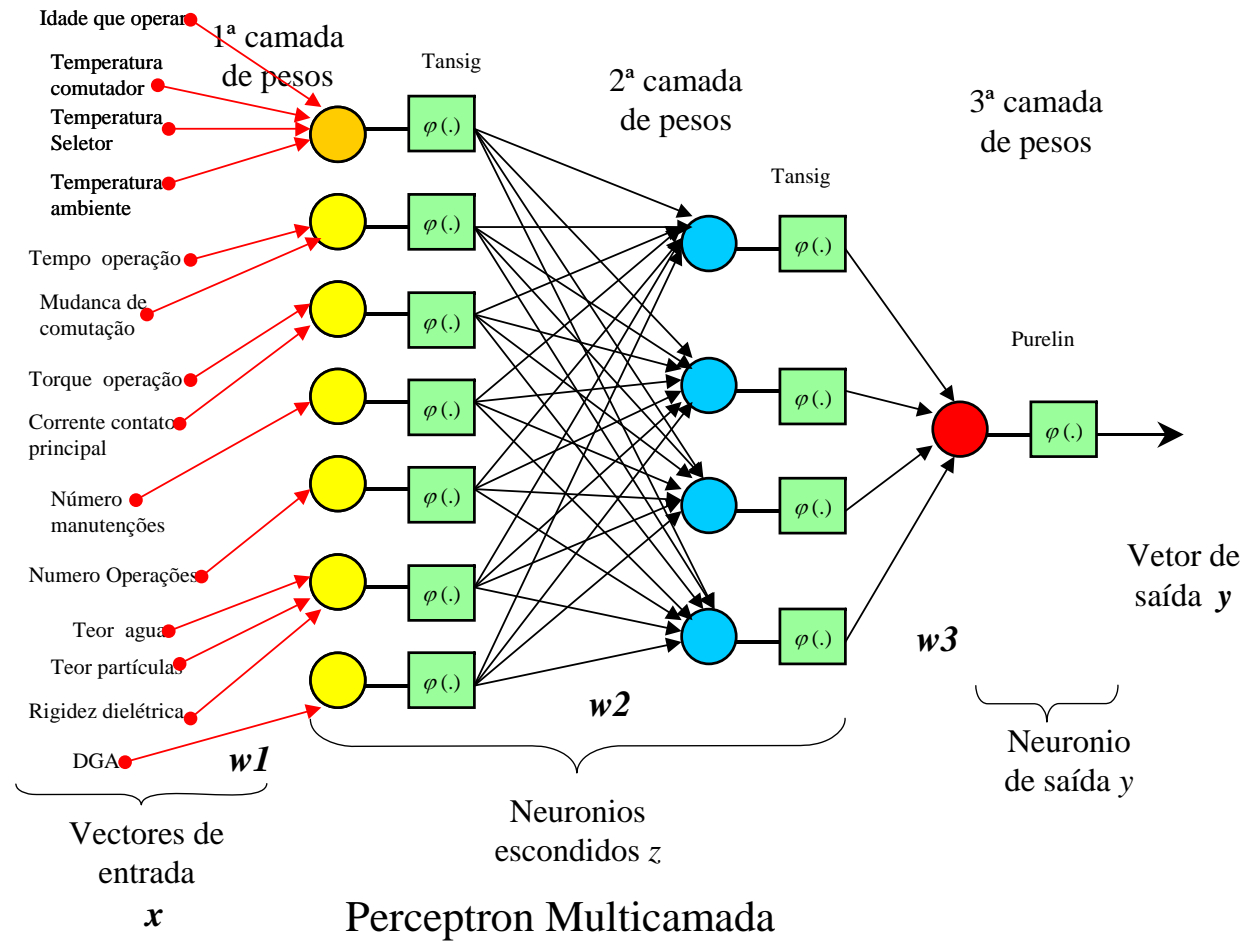 Idade que operar
Temperatura
comutador
Temperatura
Seletor
Temperatura
ambiente
Tempo operação
Mudanca de
comutação
Torque operação
Corrente contato
principal
Número
manutenções
Numero Operações
Teor agua
Teor partículas
Rigidez dielétrica
DGA
w1
Vectores de
entrada
x
1ª camada
de pesos
Tansig
φ (.)
φ (.)
φ (.)
φ (.)
φ (.)
φ (.)
φ (.)
2ª camada
de pesos
Tansig
φ (.)
φ (.)
φ (.)
φ (.)
w2
Neuronios
escondidos z
3ª camada
de pesos
Purelin
φ (.)
w3
Vetor de
saída y
Neuronio
de saída y
Perceptron Multicamada